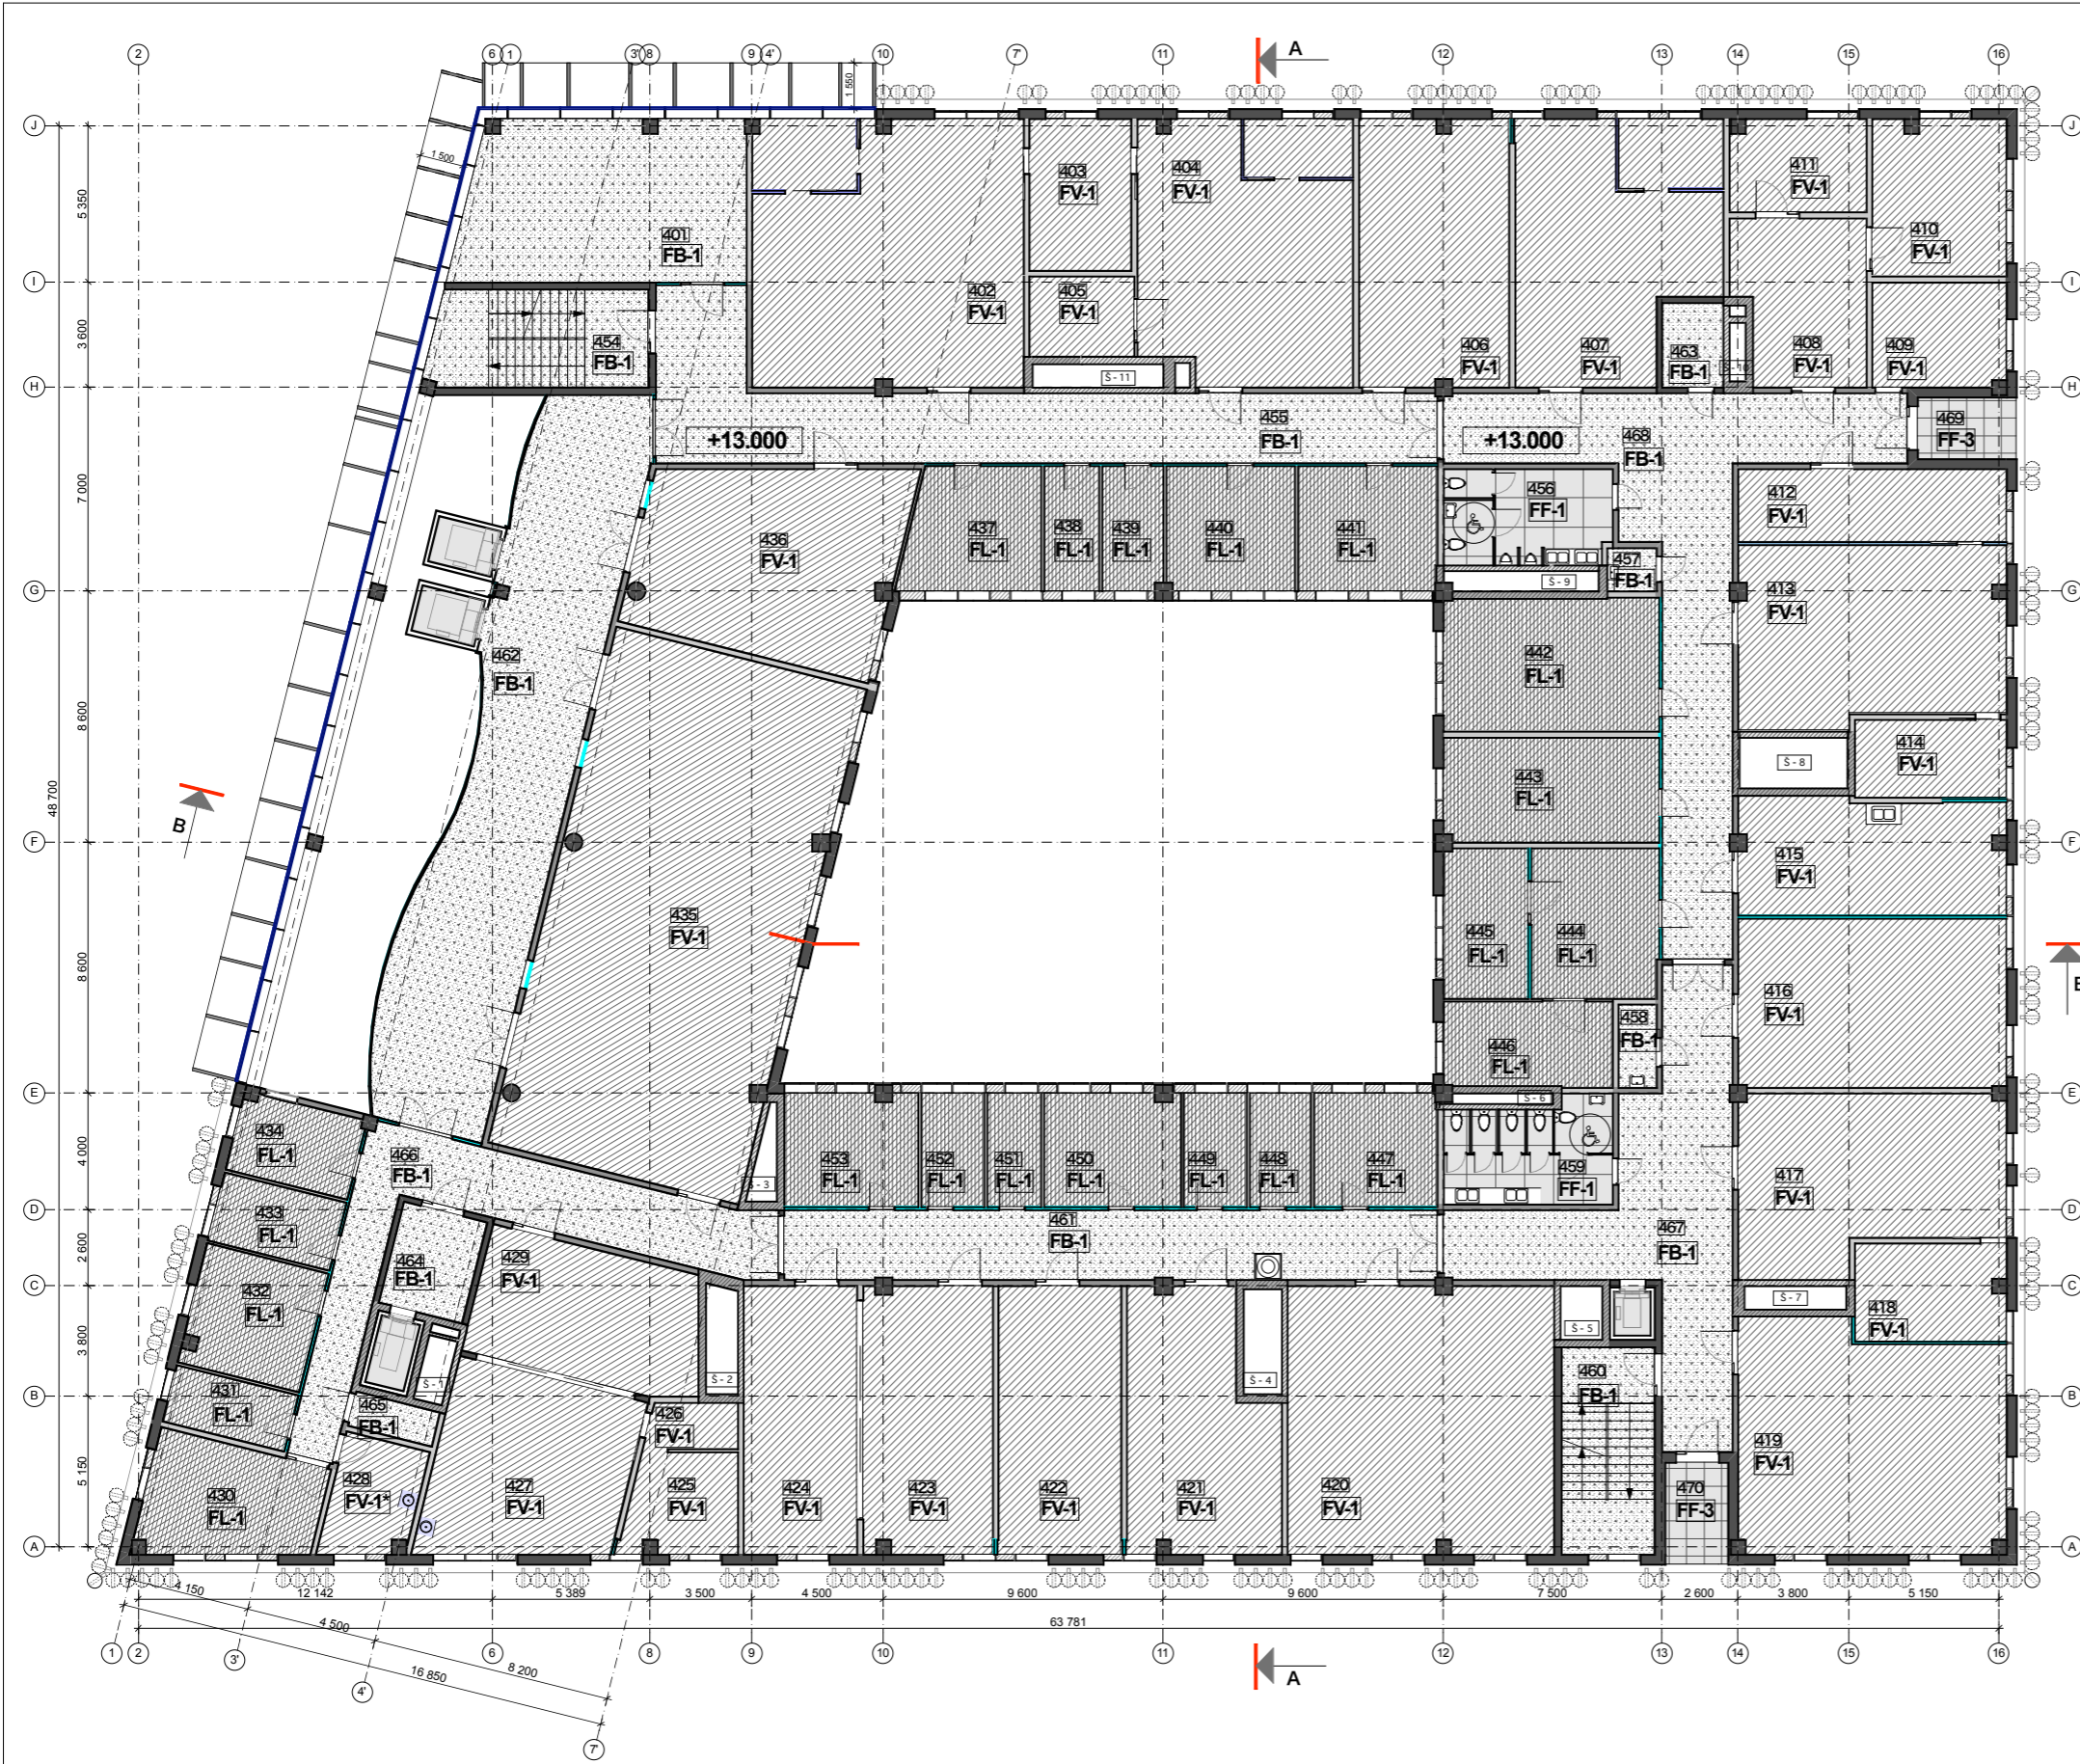 A
2
6
1
3'
8
9
4'
10
7'
11
12
13
14
15
16
1 550
J
J
1 500
5 350
401
FB-1
402
FV-1
403
FV-1
404
FV-1
405
FV-1
406
FV-1
407
FV-1
408
FV-1
409
FV-1
410
FV-1
411
FV-1
I
I
3 600
454
FB-1
463
FB-1
Š - 11
Š - 10
H
H
+13.000
455
FB-1
+13.000
468
FB-1
469
FF-3
7 000
436
FV-1
437
FL-1
438
FL-1
439
FL-1
440
FL-1
441
FL-1
456
FF-1
457
FB-1
Š - 9
412
FV-1
413
FV-1
G
G
462
FB-1
442
FL-1
8 600
443
FL-1
414
FV-1
Š - 8
48 700
B
F
F
415
FV-1
435
FV-1
445
FL-1
444
FL-1
416
FV-1
8 600
458
FB-1
446
FL-1
E
E
Š - 6
434
FL-1
466
FB-1
4 000
453
FL-1
452
FL-1
451
FL-1
450
FL-1
449
FL-1
448
FL-1
447
FL-1
459
FF-1
417
FV-1
D
D
433
FL-1
461
FB-1
467
FB-1
2 600
464
FB-1
429
FV-1
C
C
432
FL-1
Š - 7
418
FV-1
3 800
Š - 1
Š - 2
Š - 4
Š - 5
460
FB-1
B
B
431
FL-1
465
FB-1
426
FV-1
419
FV-1
5 150
430
FL-1
428
FV-1*
427
FV-1
425
FV-1
424
FV-1
423
FV-1
422
FV-1
421
FV-1
420
FV-1
470
FF-3
A
A
4 150
12 142
5 389
3 500
4 500
9 600
9 600
7 500
2 600
3 800
5 150
4 500
63 781
8 200
16 850
1
2
3'
4'
6
7'
8
9
10
11
12
13
14
15
16
A